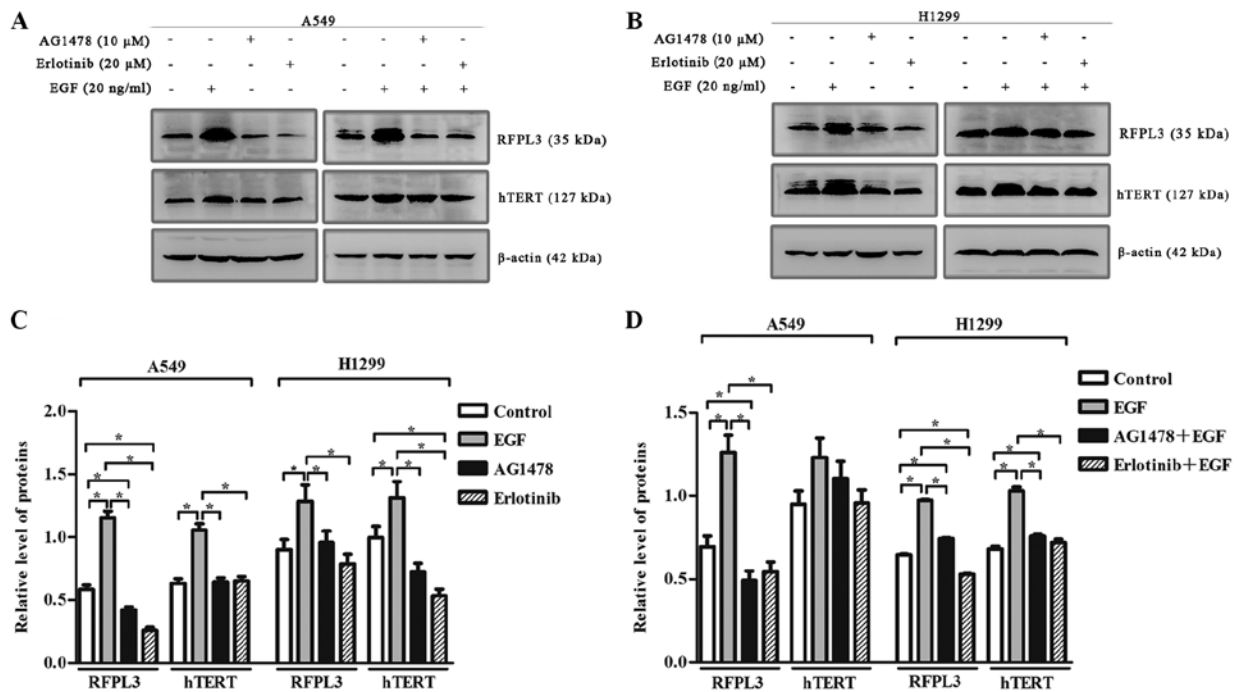 A
A549
AG1478 (10 μM) - - + - - - + -
Erlotinib (20 μM) - - - + - - - +
EGF (20 ng/ml) - + - - - + + +
RFPL3 (35 kDa)
hTERT (127 kDa)
β-actin (42 kDa)
B
H1299
AG1478 (10 μM) - - + - - - + -
Erlotinib (20 μM) - - - + - - - +
EGF (20 ng/ml) - + - - - + + +
RFPL3 (35 kDa)
hTERT (127 kDa)
β-actin (42 kDa)
C
A549 H1299
Relative level of proteins
2.0
1.5
1.0
0.5
0.0
* * * * *
* * * *
* * *
* * * *
RFPL3 hTERT RFPL3 hTERT
Control
EGF
AG1478
Erlotinib
D
A549 H1299
Relative level of proteins
1.5
1.0
0.5
0.0
* * * *
* * * * *
* * * *
RFPL3 hTERT RFPL3 hTERT
Control
EGF
AG1478+EGF
Erlotinib+EGF